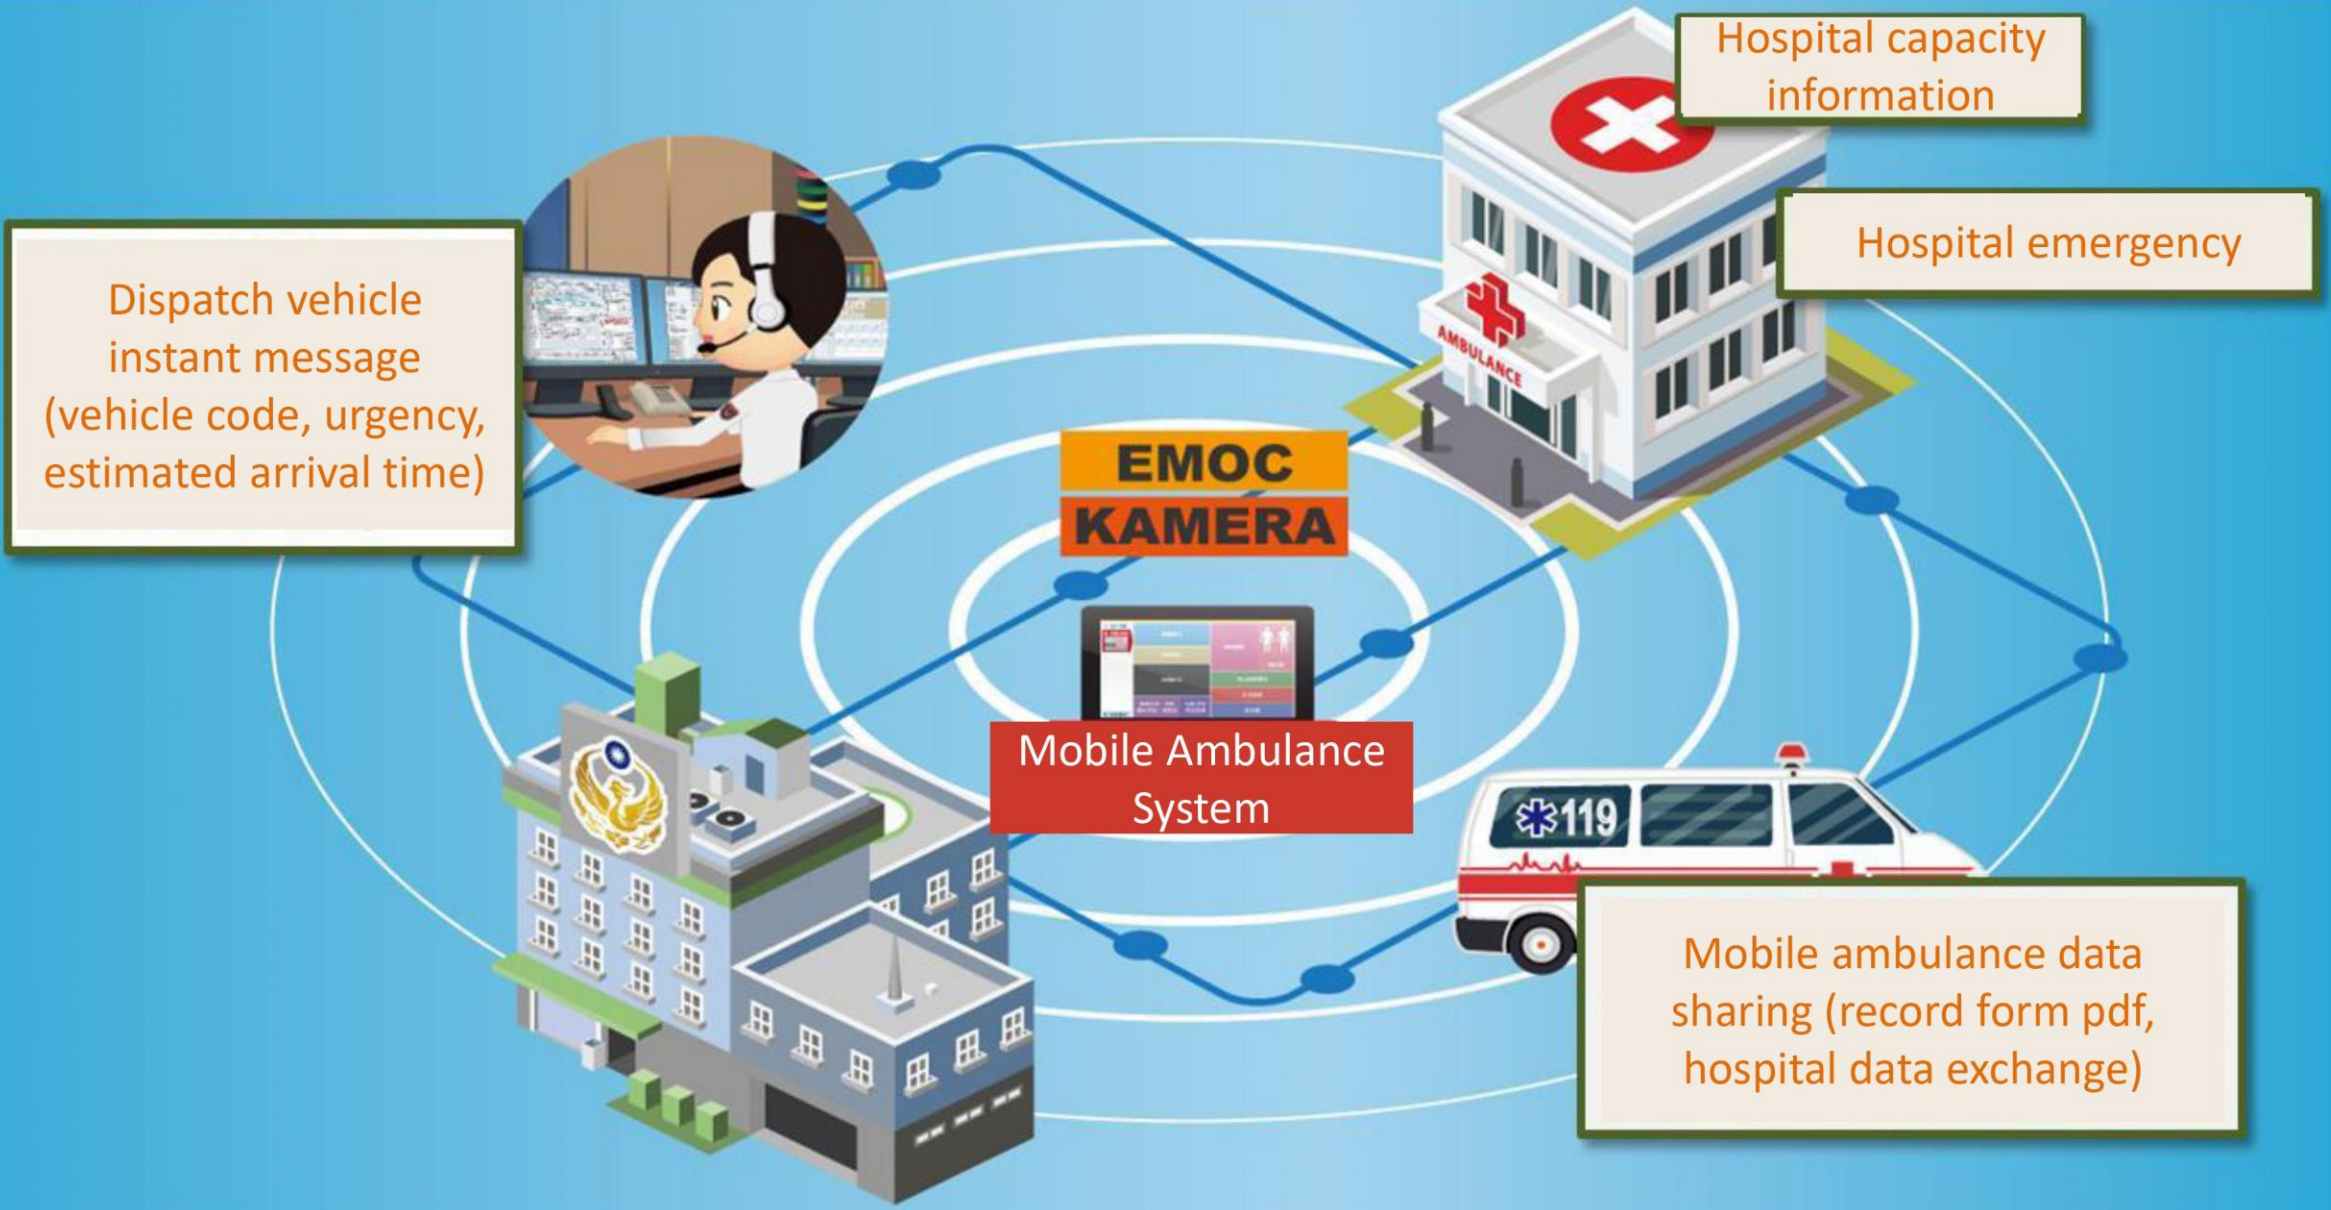 Hospital capacity
information
Hospital emergency
Dispatch vehicle
instant message
(vehicle code, urgency,
estimated arrival time)
AMBULANCE
EMOC
KAMERA
Mobile Ambulance
System
119
Mobile ambulance data
sharing (record form pdf,
hospital data exchange)